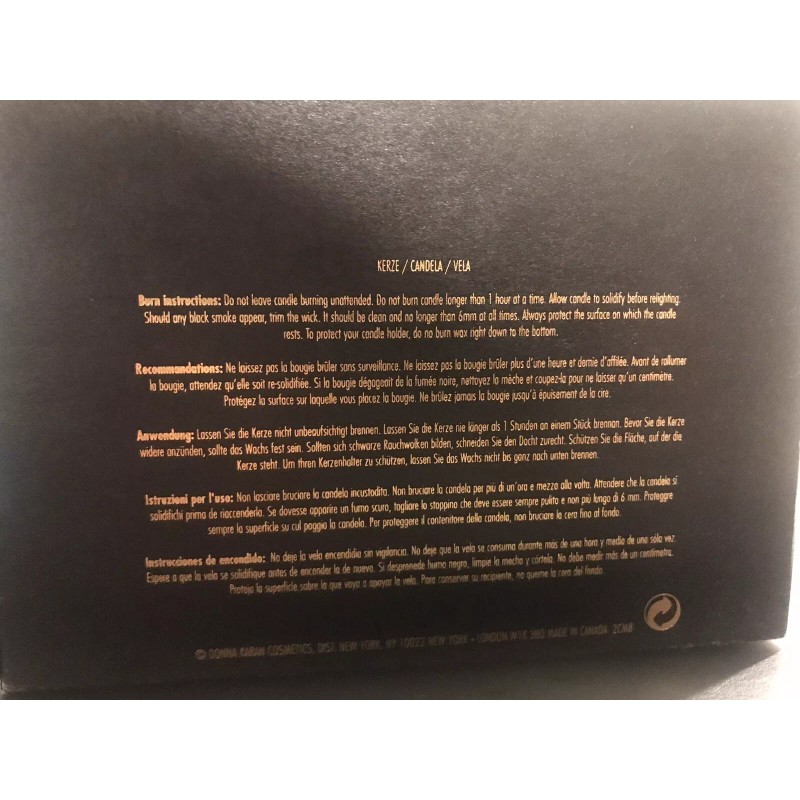 KERZE / CANDELA / VELA
Burn instructions: Do not leave candle burning unattended. Do not burn candle longer than 1 hour at a time. Allow candle to solidify before relighting.
Should any black smoke appear, trim the wick. It should be clean and no longer than 6mm at all times. Always protect the surface on which the candle
rests. To protect your candle holder, do no burn wax right down to the bottom.
Recommandations: Ne laissez pas la bougie brûler sans surveillance. Ne laissez pas la bougie brûler plus d'une heure et demie d'affilée. Avant de rallumer
la bougie, attendez qu'elle soit re-solidifiée. Si la bougie dégageait de la fumée noire, nettoyez la mèche et coupez-la pour ne laisser qu'un centimètre.
Protégez la surface sur laquelle vous placez la bougie. Ne brûlez jamais la bougie jusqu'à épuisement de la cire.
Anwendung: Lassen Sie die Kerze nicht unbeaufsichtigt brennen. Lassen Sie die Kerze nie länger als 1 Stunden an einem Stück brennen. Bevor Sie die Kerze
widere anzünden, sollte das Wachs fest sein. Sollten sich schwarze Rauchwolken bilden, schneiden Sie den Docht zurecht. Schützen Sie die Fläche, auf der die
Kerze steht. Um Ihren Kerzenhalter zu schützen, lassen Sie das Wachs nicht bis ganz nach unten brennen.
Istruzioni per l'uso: Non lasciare bruciare la candela incustodita. Non bruciare la candela per più di un'ora e mezza alla volta. Attendere che la candela si
solidifichi prima de riaccenderla. Se dovesse apparire un fumo scuro, tagliare lo stoppino che deve essere sempre pulito e non più lungo di 6 mm. Proteggere
sempre la superficie su cui poggia la candela. Per proteggere il contenitore della candela, non bruciare la cera fino al fondo.
Instrucciones de encendido: No deje la vela encendidia sin vigilancia. No deje que la vela se consuma durante más de una hora y media de una sóla vez.
Espere a que la vela se solidifique antes de encender la de nuevo. Si desprenede humo negro, limpie la mecha y córtela. No debe medir más de un centímetro.
Proteja la superficie sobre la que vaya a apoyar la vela. Para conservar su recipiente, no queme la cera del fondo.
© DONNA KARAN COSMETICS, DIST. NEW YORK, NY 10022 NEW YORK - LONDON W1K 3HQ MADE IN CANADA 2CM8